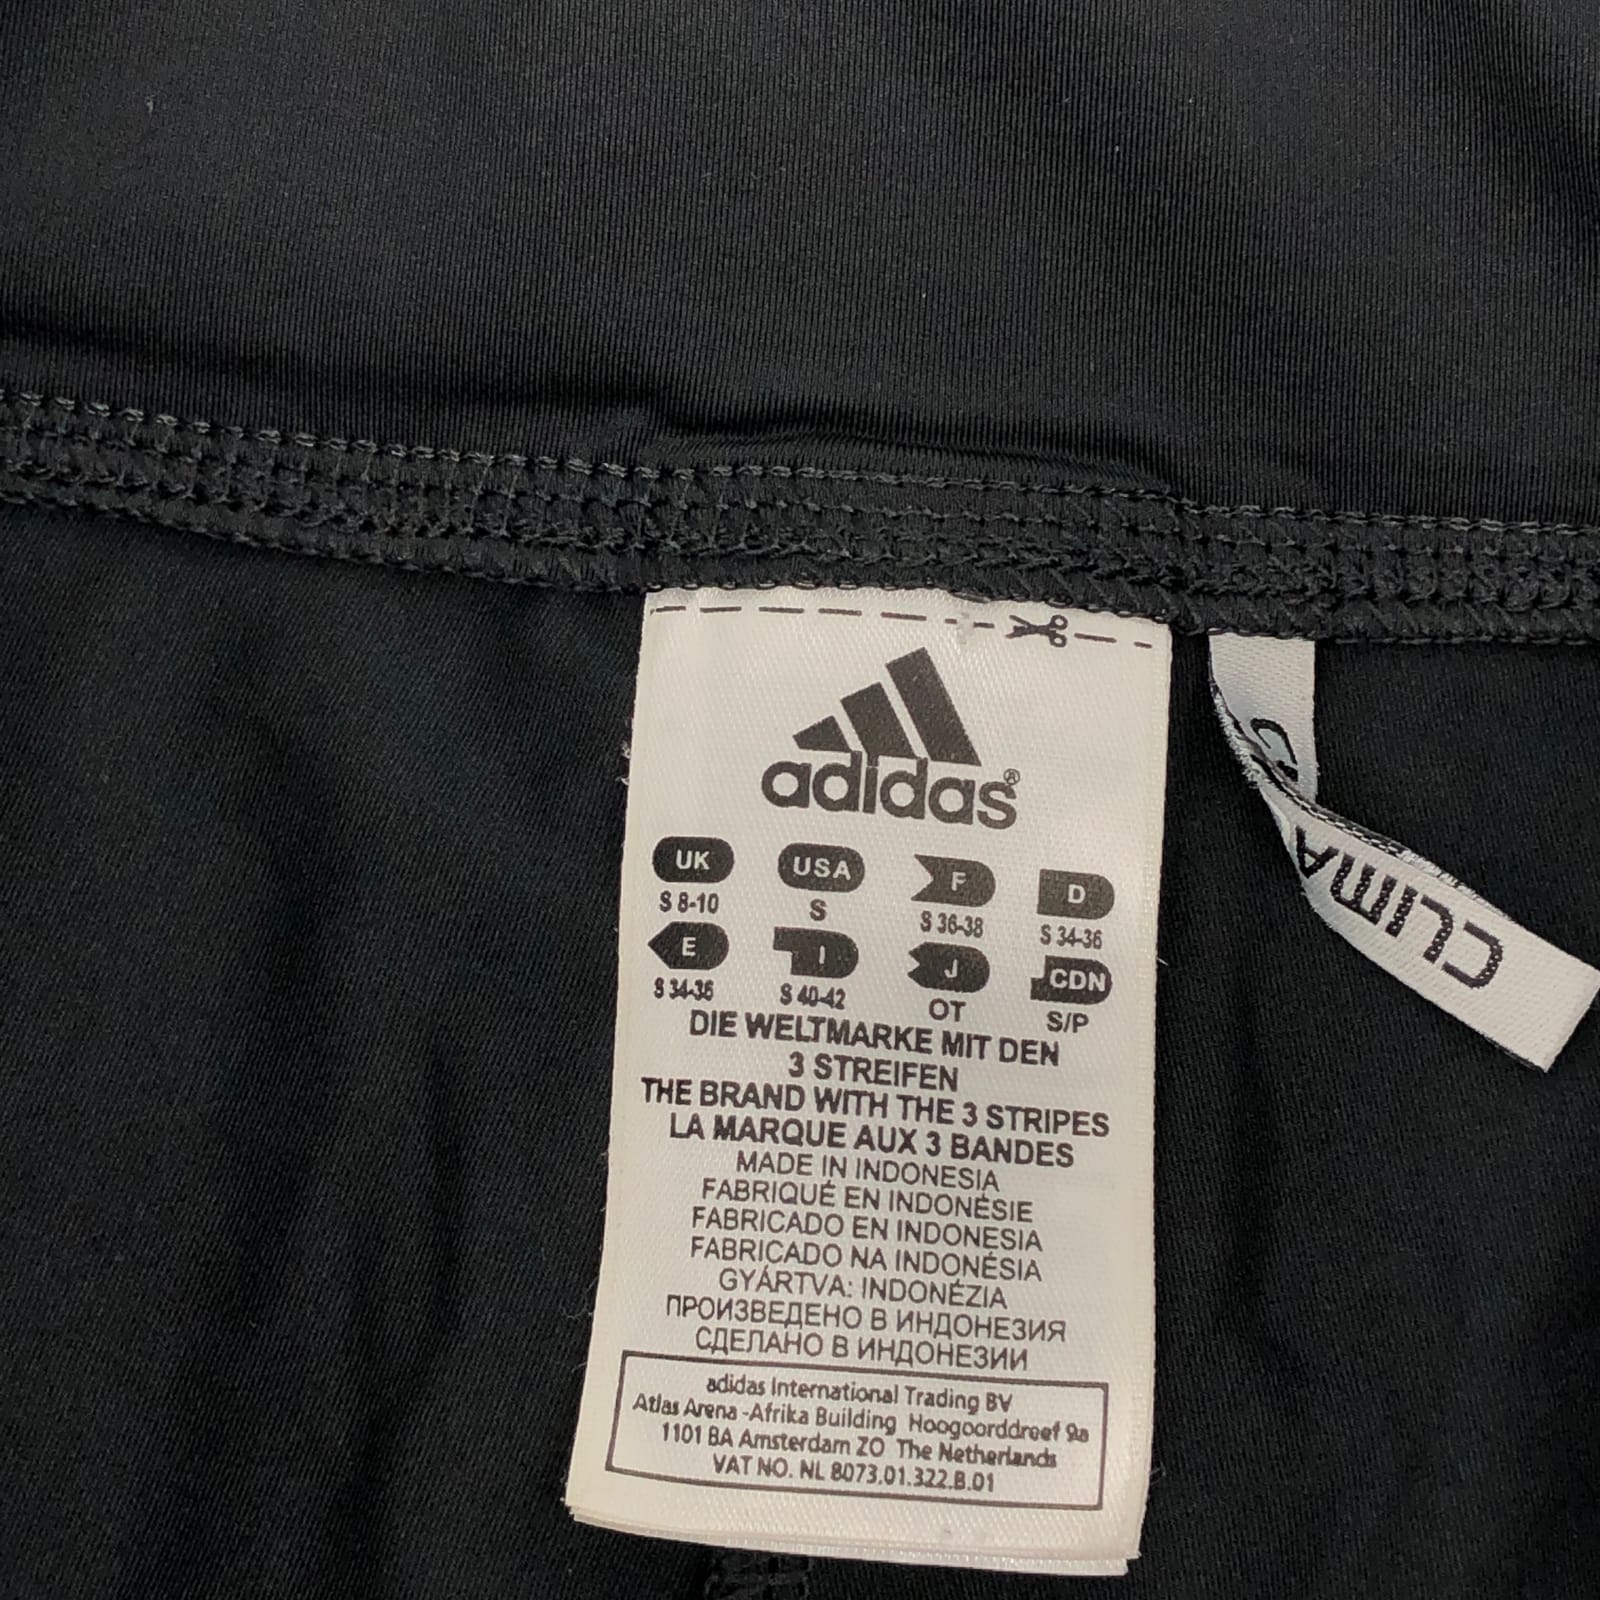 adidas®
UK USA F D
S 8-10 S S 36-38 S 34-36
E I J CDN
S 34-36 S 40-42 OT S/P
DIE WELTMARKE MIT DEN
3 STREIFEN
THE BRAND WITH THE 3 STRIPES
LA MARQUE AUX 3 BANDES
MADE IN INDONESIA
FABRIQUÉ EN INDONÉSIE
FABRICADO EN INDONESIA
FABRICADO NA INDONÉSIA
GYÁRTVA: INDONÉZIA
ПРОИЗВЕДЕНО В ИНДОНЕЗИЯ
СДЕЛАНО В ИНДОНЕЗИИ
adidas International Trading BV
Atlas Arena -Afrika Building Hoogoorddreef 9a
1101 BA Amsterdam ZO The Netherlands
VAT NO. NL 8073.01.322.B.01
CLIMA